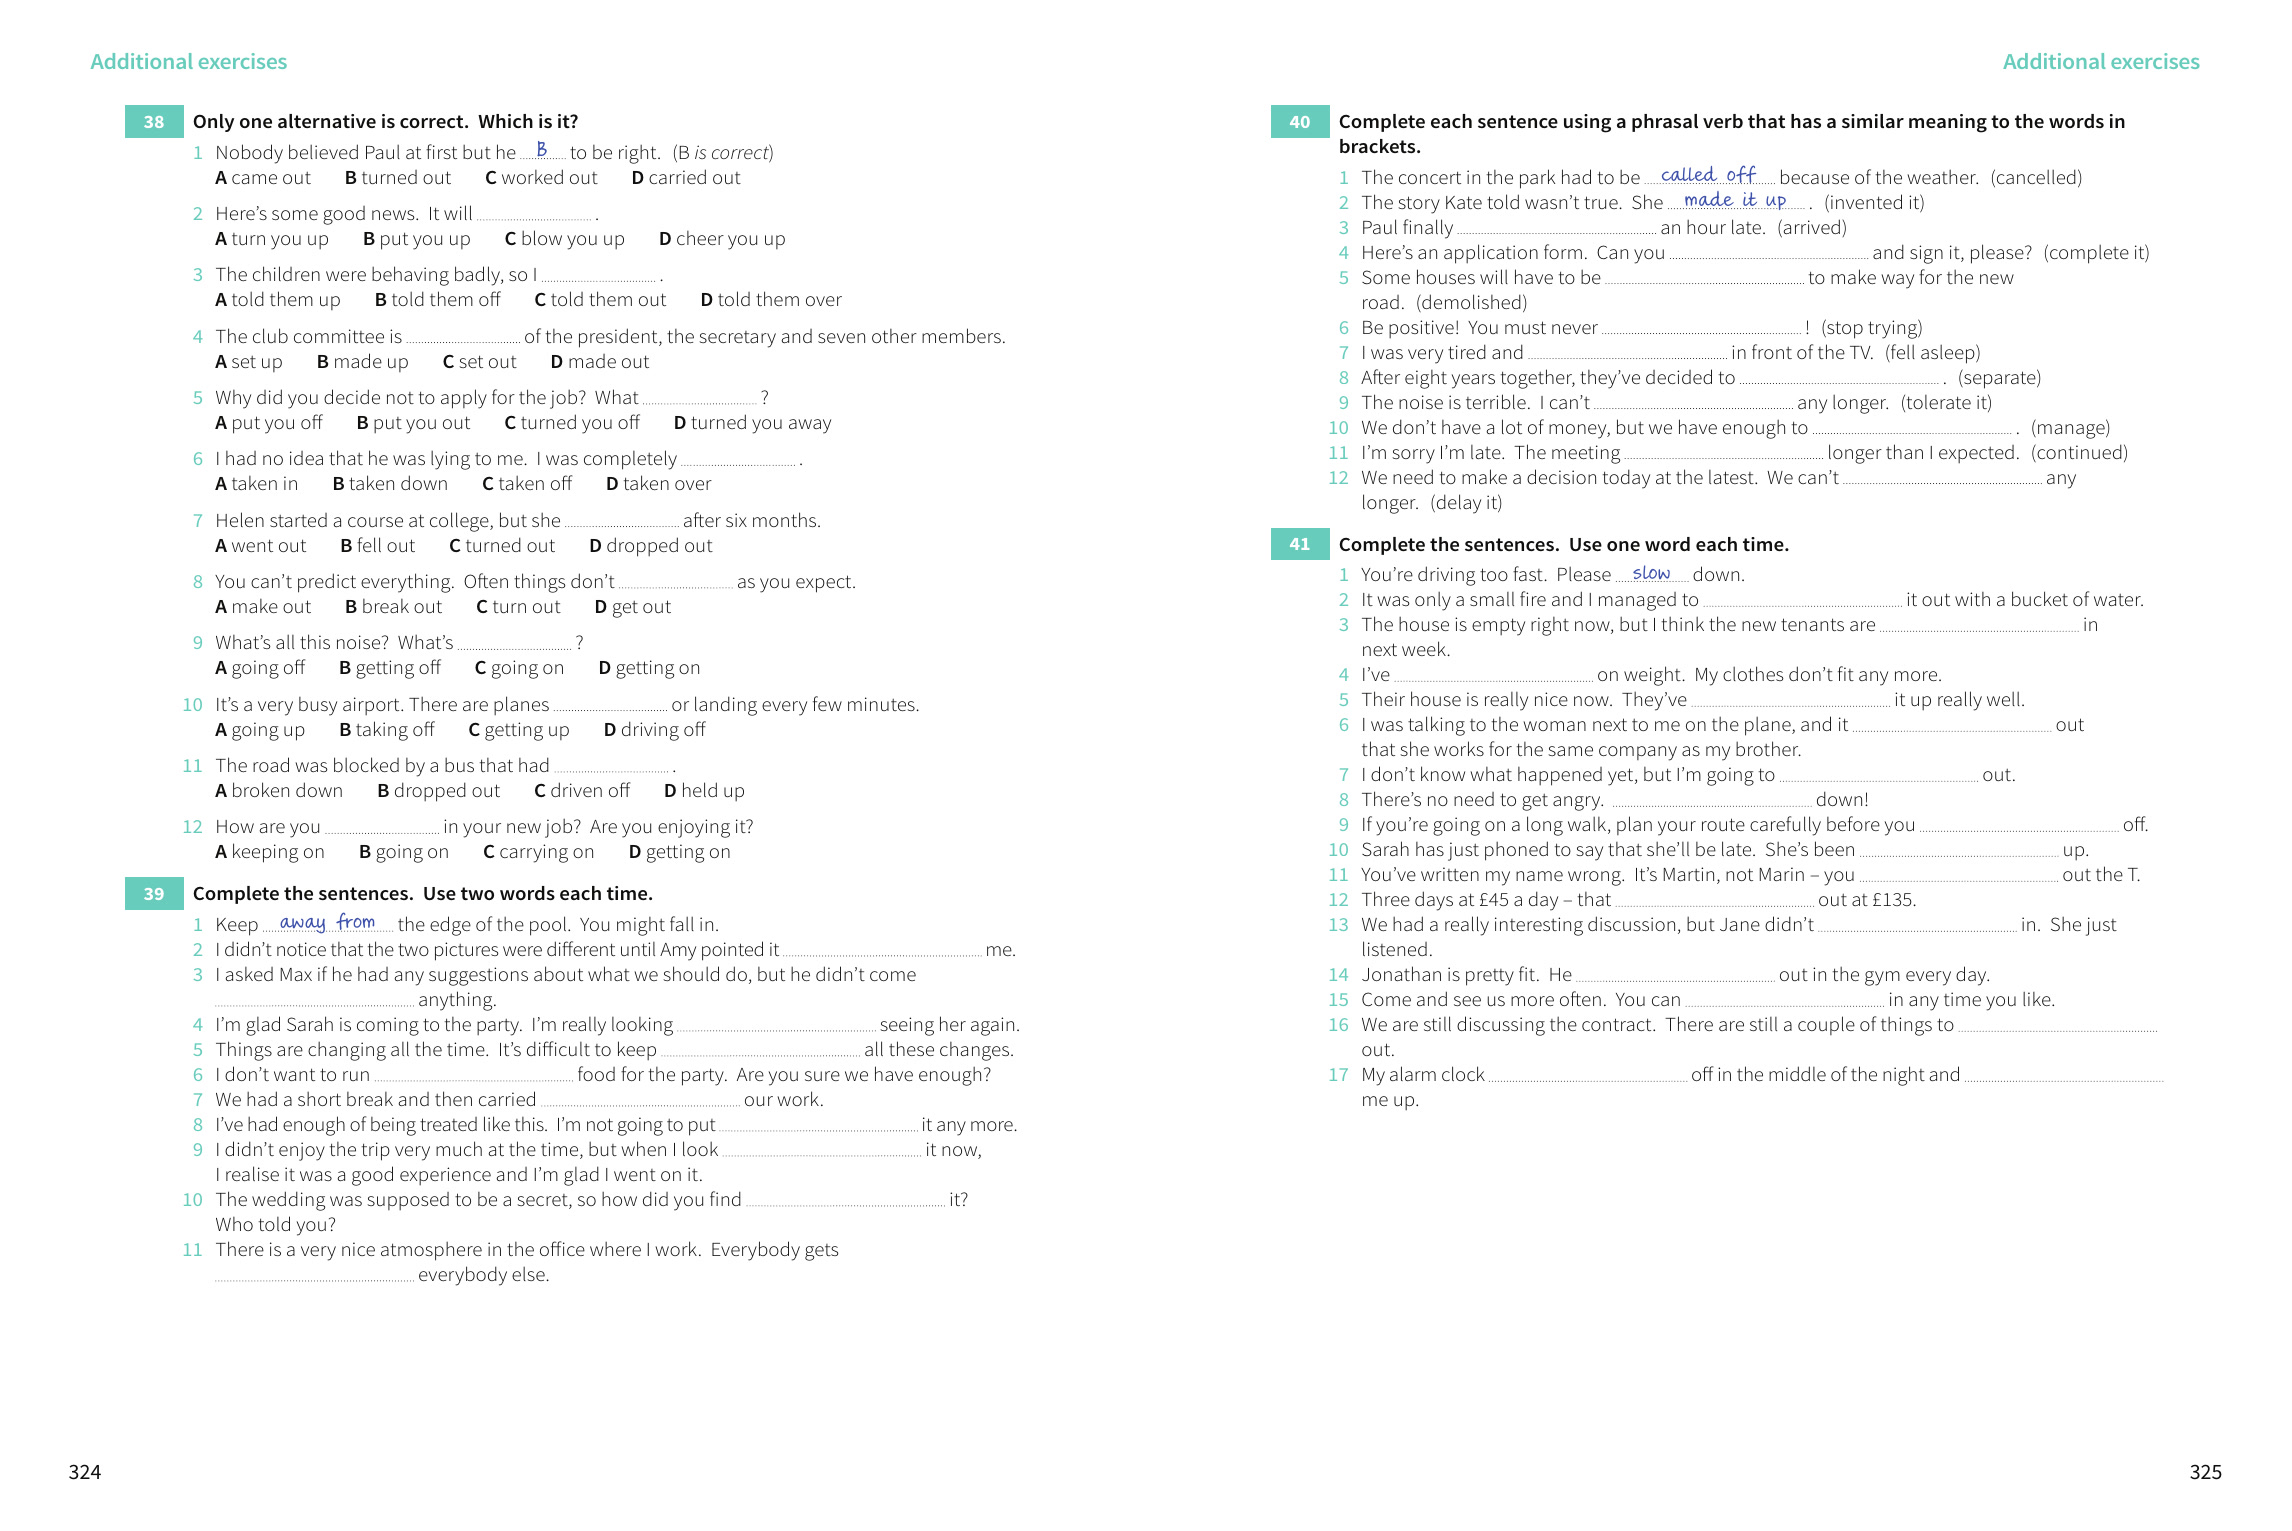 Additional exercises
38 Only one alternative is correct. Which is it?
1 Nobody believed Paul at first but he B to be right. (B is correct)
A came out B turned out C worked out D carried out
2 Here’s some good news. It will .................... .
A turn you up B put you up C blow you up D cheer you up
3 The children were behaving badly, so I .................... .
A told them up B told them off C told them out D told them over
4 The club committee is .................... of the president, the secretary and seven other members.
A set up B made up C set out D made out
5 Why did you decide not to apply for the job? What .................... ?
A put you off B put you out C turned you off D turned you away
6 I had no idea that he was lying to me. I was completely .................... .
A taken in B taken down C taken off D taken over
7 Helen started a course at college, but she .................... after six months.
A went out B fell out C turned out D dropped out
8 You can’t predict everything. Often things don’t .................... as you expect.
A make out B break out C turn out D get out
9 What’s all this noise? What’s .................... ?
A going off B getting off C going on D getting on
10 It’s a very busy airport. There are planes .................... or landing every few minutes.
A going up B taking off C getting up D driving off
11 The road was blocked by a bus that had .................... .
A broken down B dropped out C driven off D held up
12 How are you .................... in your new job? Are you enjoying it?
A keeping on B going on C carrying on D getting on
39 Complete the sentences. Use two words each time.
1 Keep away from the edge of the pool. You might fall in.
2 I didn’t notice that the two pictures were different until Amy pointed it .................... me.
3 I asked Max if he had any suggestions about what we should do, but he didn’t come
.................... anything.
4 I’m glad Sarah is coming to the party. I’m really looking .................... seeing her again.
5 Things are changing all the time. It’s difficult to keep .................... all these changes.
6 I don’t want to run .................... food for the party. Are you sure we have enough?
7 We had a short break and then carried .................... our work.
8 I’ve had enough of being treated like this. I’m not going to put .................... it any more.
9 I didn’t enjoy the trip very much at the time, but when I look .................... it now,
I realise it was a good experience and I’m glad I went on it.
10 The wedding was supposed to be a secret, so how did you find .................... it?
Who told you?
11 There is a very nice atmosphere in the office where I work. Everybody gets
.................... everybody else.
324
Additional exercises
40 Complete each sentence using a phrasal verb that has a similar meaning to the words in
brackets.
1 The concert in the park had to be called off because of the weather. (cancelled)
2 The story Kate told wasn’t true. She made it up . (invented it)
3 Paul finally .................... an hour late. (arrived)
4 Here’s an application form. Can you .................... and sign it, please? (complete it)
5 Some houses will have to be .................... to make way for the new
road. (demolished)
6 Be positive! You must never .................... ! (stop trying)
7 I was very tired and .................... in front of the TV. (fell asleep)
8 After eight years together, they’ve decided to .................... . (separate)
9 The noise is terrible. I can’t .................... any longer. (tolerate it)
10 We don’t have a lot of money, but we have enough to .................... . (manage)
11 I’m sorry I’m late. The meeting .................... longer than I expected. (continued)
12 We need to make a decision today at the latest. We can’t .................... any
longer. (delay it)
41 Complete the sentences. Use one word each time.
1 You’re driving too fast. Please slow down.
2 It was only a small fire and I managed to .................... it out with a bucket of water.
3 The house is empty right now, but I think the new tenants are .................... in
next week.
4 I’ve .................... on weight. My clothes don’t fit any more.
5 Their house is really nice now. They’ve .................... it up really well.
6 I was talking to the woman next to me on the plane, and it .................... out
that she works for the same company as my brother.
7 I don’t know what happened yet, but I’m going to .................... out.
8 There’s no need to get angry. .................... down!
9 If you’re going on a long walk, plan your route carefully before you .................... off.
10 Sarah has just phoned to say that she’ll be late. She’s been .................... up.
11 You’ve written my name wrong. It’s Martin, not Marin – you .................... out the T.
12 Three days at £45 a day – that .................... out at £135.
13 We had a really interesting discussion, but Jane didn’t .................... in. She just
listened.
14 Jonathan is pretty fit. He .................... out in the gym every day.
15 Come and see us more often. You can .................... in any time you like.
16 We are still discussing the contract. There are still a couple of things to ....................
out.
17 My alarm clock .................... off in the middle of the night and ....................
me up.
325